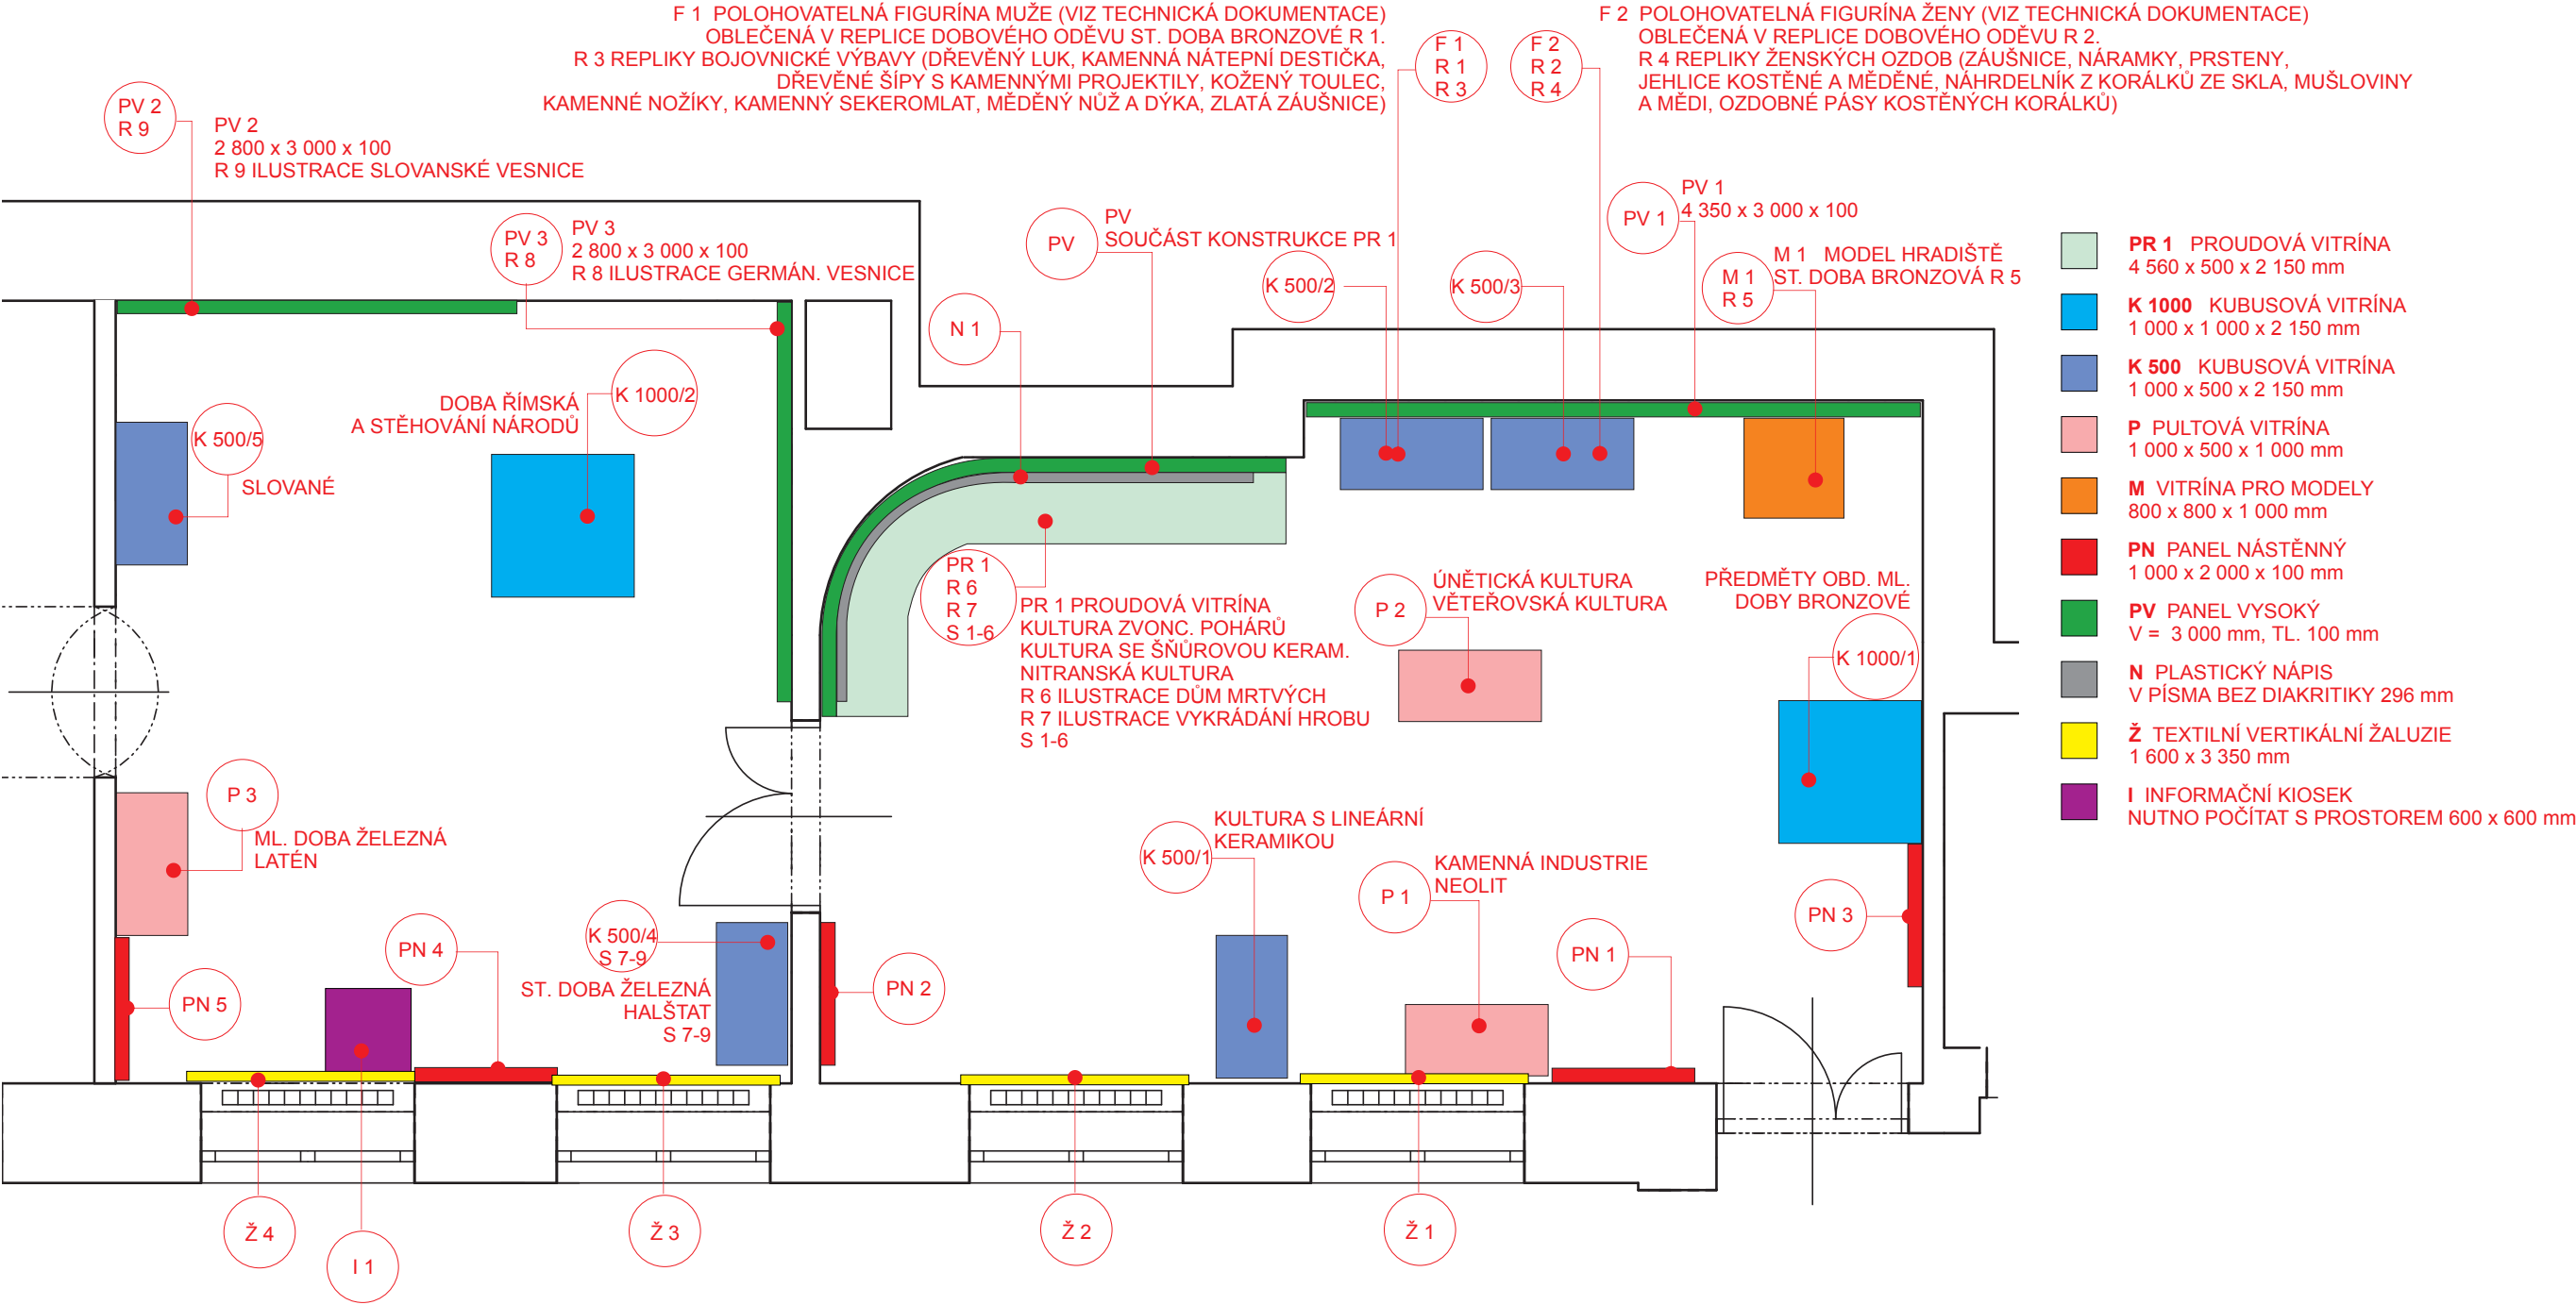 F 1 POLOHOVATELNÁ FIGURÍNA MUŽE (VIZ TECHNICKÁ DOKUMENTACE)
OBLEČENÁ V REPLICE DOBOVÉHO ODĚVU ST. DOBA BRONZOVÉ R 1.
R 3 REPLIKY BOJOVNICKÉ VÝBAVY (DŘEVĚNÝ LUK, KAMENNÁ NÁTEPNÍ DESTIČKA,
DŘEVĚNÉ ŠÍPY S KAMENNÝMI PROJEKTILY, KOŽENÝ TOULEC,
KAMENNÉ NOŽÍKY, KAMENNÝ SEKEROMLAT, MĚDĚNÝ NŮŽ A DÝKA, ZLATÁ ZÁUŠNICE)
F 1
R 1
R 3
F 2
R 2
R 4
F 2 POLOHOVATELNÁ FIGURÍNA ŽENY (VIZ TECHNICKÁ DOKUMENTACE)
OBLEČENÁ V REPLICE DOBOVÉHO ODĚVU R 2.
R 4 REPLIKY ŽENSKÝCH OZDOB (ZÁUŠNICE, NÁRAMKY, PRSTENY,
JEHLICE KOSTĚNÉ A MĚDĚNÉ, NÁHRDELNÍK Z KORÁLKŮ ZE SKLA, MUŠLOVINY
A MĚDI, OZDOBNÉ PÁSY KOSTĚNÝCH KORÁLKŮ)
PV 2
R 9
PV 2
2 800 x 3 000 x 100
R 9 ILUSTRACE SLOVANSKÉ VESNICE
PV 3
R 8
PV 3
2 800 x 3 000 x 100
R 8 ILUSTRACE GERMÁN. VESNICE
PV
PV
SOUČÁST KONSTRUKCE PR 1
PV 1
PV 1
4 350 x 3 000 x 100
K 500/2
K 500/3
M 1
R 5
M 1 MODEL HRADIŠTĚ
ST. DOBA BRONZOVÁ R 5
N 1
DOBA ŘÍMSKÁ
A STĚHOVÁNÍ NÁRODŮ
K 1000/2
K 500/5
SLOVANÉ
PR 1
R 6
R 7
S 1-6
PR 1 PROUDOVÁ VITRÍNA
KULTURA ZVONC. POHÁRŮ
KULTURA SE ŠŇŮROVOU KERAM.
NITRANSKÁ KULTURA
R 6 ILUSTRACE DŮM MRTVÝCH
R 7 ILUSTRACE VYKRÁDÁNÍ HROBU
S 1-6
P 2
ÚNĚTICKÁ KULTURA
VĚTEŘOVSKÁ KULTURA
PŘEDMĚTY OBD. ML.
DOBY BRONZOVÉ
K 1000/1
P 3
ML. DOBA ŽELEZNÁ
LATÉN
K 500/1
KULTURA S LINEÁRNÍ
KERAMIKOU
P 1
KAMENNÁ INDUSTRIE
NEOLIT
PN 3
PN 1
PN 2
K 500/4
S 7-9
ST. DOBA ŽELEZNÁ
HALŠTAT
S 7-9
PN 4
PN 5
Ž 4
I 1
Ž 3
Ž 2
Ž 1
PR 1 PROUDOVÁ VITRÍNA
4 560 x 500 x 2 150 mm
K 1000 KUBUSOVÁ VITRÍNA
1 000 x 1 000 x 2 150 mm
K 500 KUBUSOVÁ VITRÍNA
1 000 x 500 x 2 150 mm
P PULTOVÁ VITRÍNA
1 000 x 500 x 1 000 mm
M VITRÍNA PRO MODELY
800 x 800 x 1 000 mm
PN PANEL NÁSTĚNNÝ
1 000 x 2 000 x 100 mm
PV PANEL VYSOKÝ
V = 3 000 mm, TL. 100 mm
N PLASTICKÝ NÁPIS
V PÍSMA BEZ DIAKRITIKY 296 mm
Ž TEXTILNÍ VERTIKÁLNÍ ŽALUZIE
1 600 x 3 350 mm
I INFORMAČNÍ KIOSEK
NUTNO POČÍTAT S PROSTOREM 600 x 600 mm